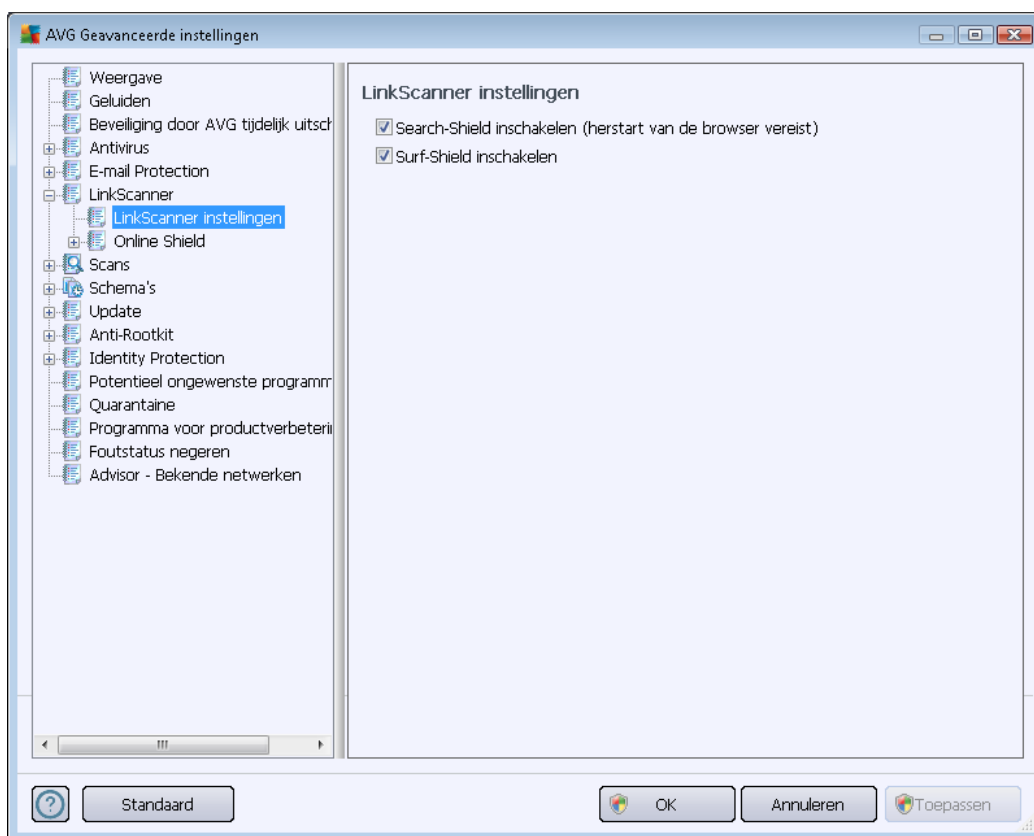 AVG Geavanceerde instellingen
Weergave
Geluiden
Beveiliging door AVG tijdelijk uitsch
Antivirus
E-mail Protection
LinkScanner
LinkScanner instellingen
Online Shield
Scans
Schema's
Update
Anti-Rootkit
Identity Protection
Potentieel ongewenste programm
Quarantaine
Programma voor productverbeterin
Foutstatus negeren
Advisor - Bekende netwerken
LinkScanner instellingen
Search-Shield inschakelen (herstart van de browser vereist)
Surf-Shield inschakelen
Standaard
OK
Annuleren
Toepassen